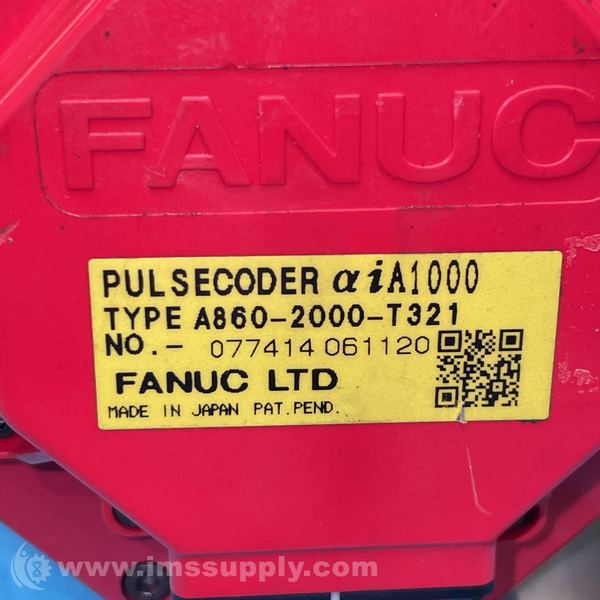 FANUC
PULSECODER αiA1000
TYPE A860-2000-T321
NO.- 077414 061120
FANUC LTD
MADE IN JAPAN PAT.PEND.
www.imssupply.com